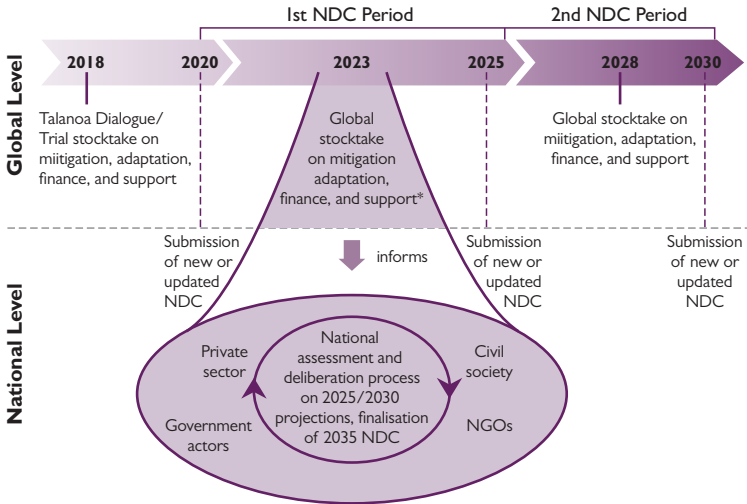 1st NDC Period
2nd NDC Period
Global Level
2018
2020
2023
2025
2028
2030
Talanoa Dialogue/
Trial stocktake on
miitigation, adaptation,
finance, and support
Global
stocktake
on mitigation
adaptation,
finance, and support*
Global stocktake on
miitigation, adaptation,
finance, and support
National Level
Submission
of new or
updated
NDC
informs
Submission
of new or
updated
NDC
Submission
of new or
updated
NDC
Private
sector
National
assessment and
deliberation process
on 2025/2030
projections, finalisation
of 2035 NDC
Civil
society
Government
actors
NGOs